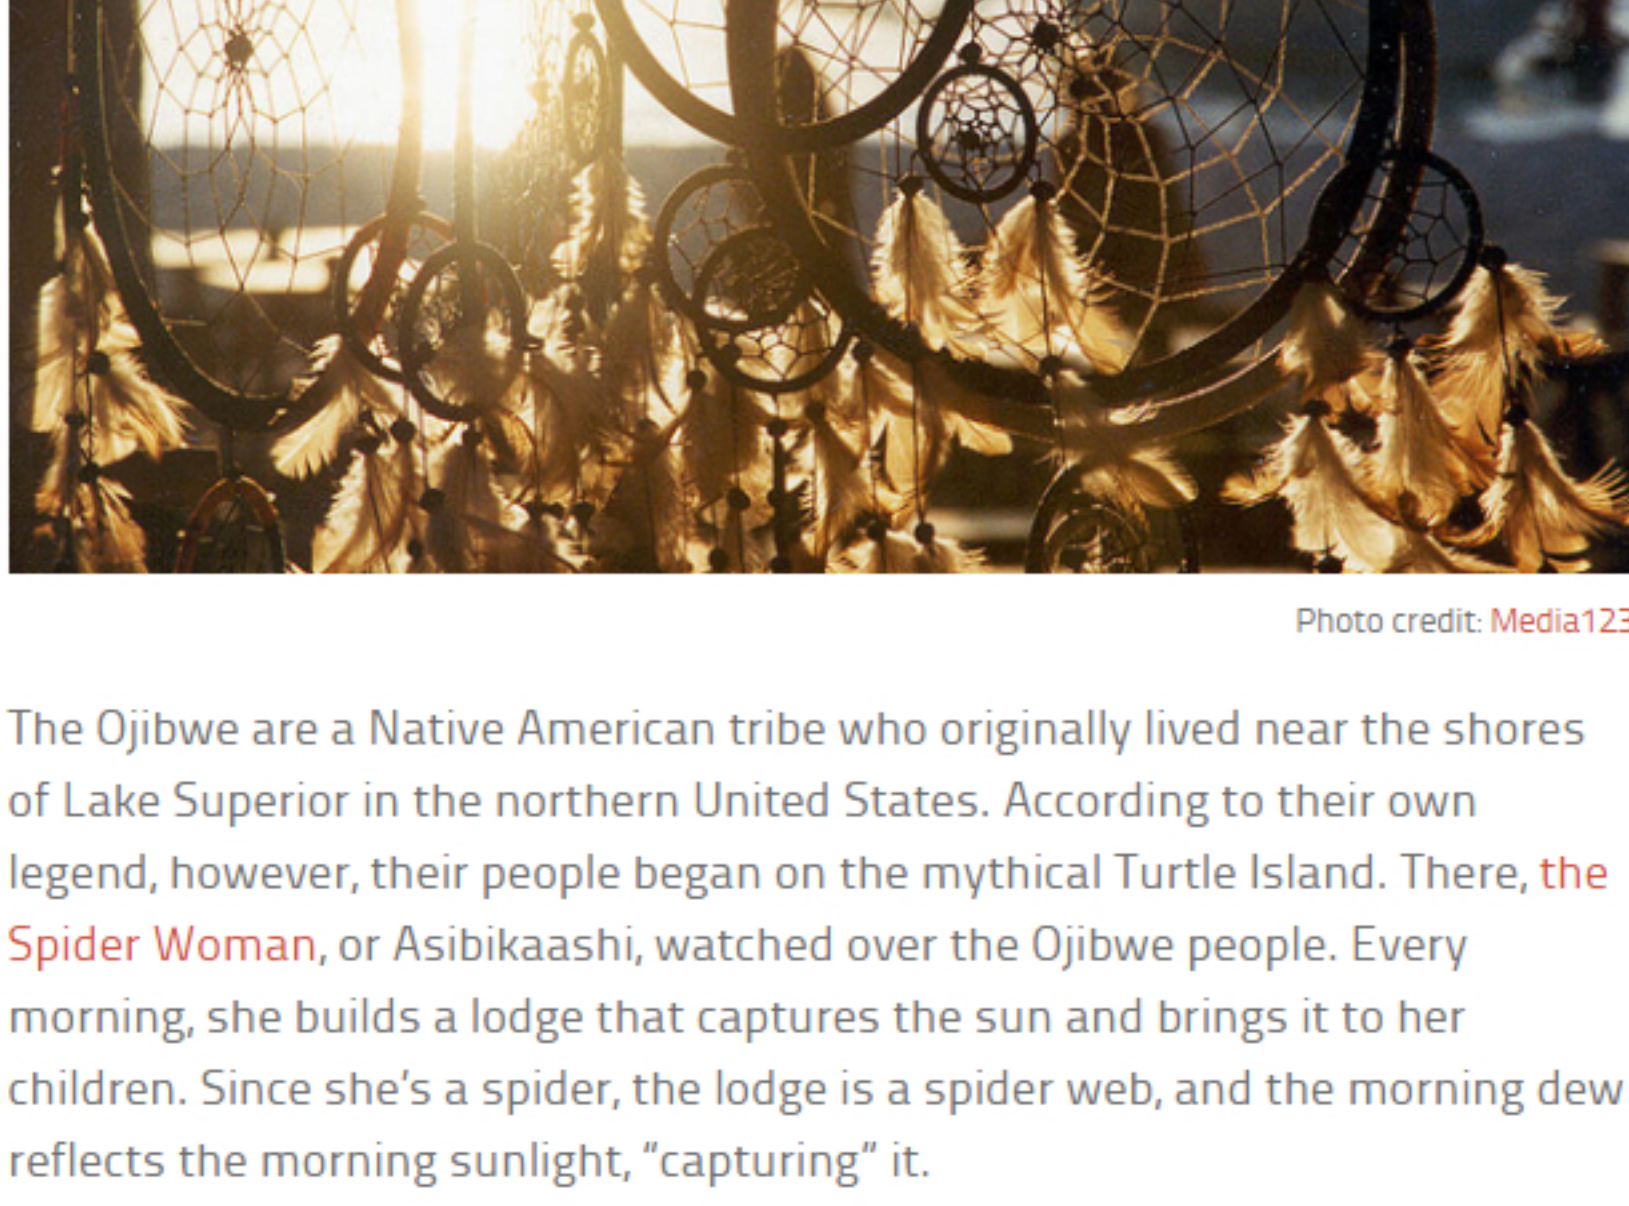 Photo credit: Media123
The Ojibwe are a Native American tribe who originally lived near the shores
of Lake Superior in the northern United States. According to their own
legend, however, their people began on the mythical Turtle Island. There, the
Spider Woman, or Asibikaashi, watched over the Ojibwe people. Every
morning, she builds a lodge that captures the sun and brings it to her
children. Since she’s a spider, the lodge is a spider web, and the morning dew
reflects the morning sunlight, “capturing” it.